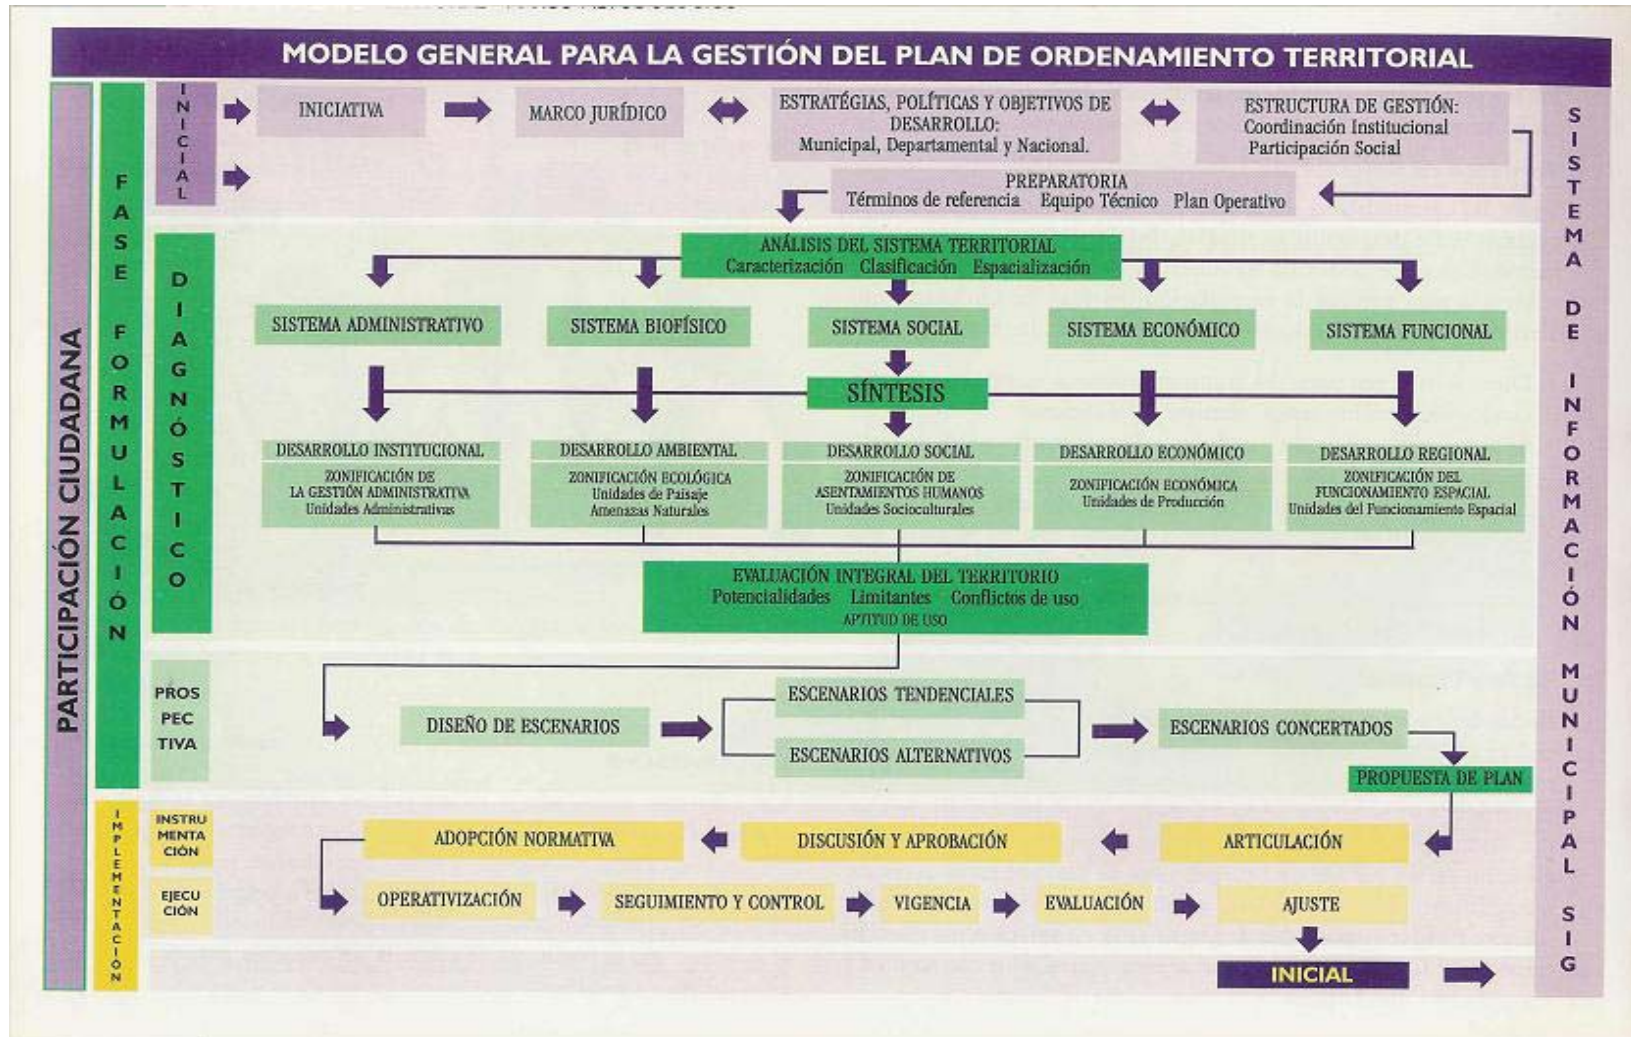 MODELO GENERAL PARA LA GESTIÓN DEL PLAN DE ORDENAMIENTO TERRITORIAL
PARTICIPACIÓN CIUDADANA
FASE FORMULACIÓN
INICIAL
INICIATIVA
MARCO JURÍDICO
ESTRATÉGIAS, POLÍTICAS Y OBJETIVOS DE
DESARROLLO:
Municipal, Departamental y Nacional.
ESTRUCTURA DE GESTIÓN:
Coordinación Institucional
Participación Social
PREPARATORIA
Términos de referencia Equipo Técnico Plan Operativo
DIAGNÓSTICO
ANÁLISIS DEL SISTEMA TERRITORIAL
Caracterización Clasificación Espacialización
SISTEMA ADMINISTRATIVO
SISTEMA BIOFÍSICO
SISTEMA SOCIAL
SISTEMA ECONÓMICO
SISTEMA FUNCIONAL
SÍNTESIS
DESARROLLO INSTITUCIONAL
ZONIFICACIÓN DE
LA GESTIÓN ADMINISTRATIVA
Unidades Administrativas
DESARROLLO AMBIENTAL
ZONIFICACIÓN ECOLÓGICA
Unidades de Paisaje
Amenazas Naturales
DESARROLLO SOCIAL
ZONIFICACIÓN DE
ASENTAMIENTOS HUMANOS
Unidades Socioculturales
DESARROLLO ECONÓMICO
ZONIFICACIÓN ECONÓMICA
Unidades de Producción
DESARROLLO REGIONAL
ZONIFICACIÓN DEL
FUNCIONAMIENTO ESPACIAL
Unidades del Funcionamiento Espacial
EVALUACIÓN INTEGRAL DEL TERRITORIO
Potencialidades Limitantes Conflictos de uso
APTITUD DE USO
PROS
PEC
TIVA
DISEÑO DE ESCENARIOS
ESCENARIOS TENDENCIALES
ESCENARIOS ALTERNATIVOS
ESCENARIOS CONCERTADOS
PROPUESTA DE PLAN
IMPLEMENTACIÓN
INSTRU
MENTA
CIÓN
ADOPCIÓN NORMATIVA
DISCUSIÓN Y APROBACIÓN
ARTICULACIÓN
EJECU
CIÓN
OPERATIVIZACIÓN
SEGUIMIENTO Y CONTROL
VIGENCIA
EVALUACIÓN
AJUSTE
INICIAL
SISTEMA DE INFORMACIÓN MUNICIPAL SIG